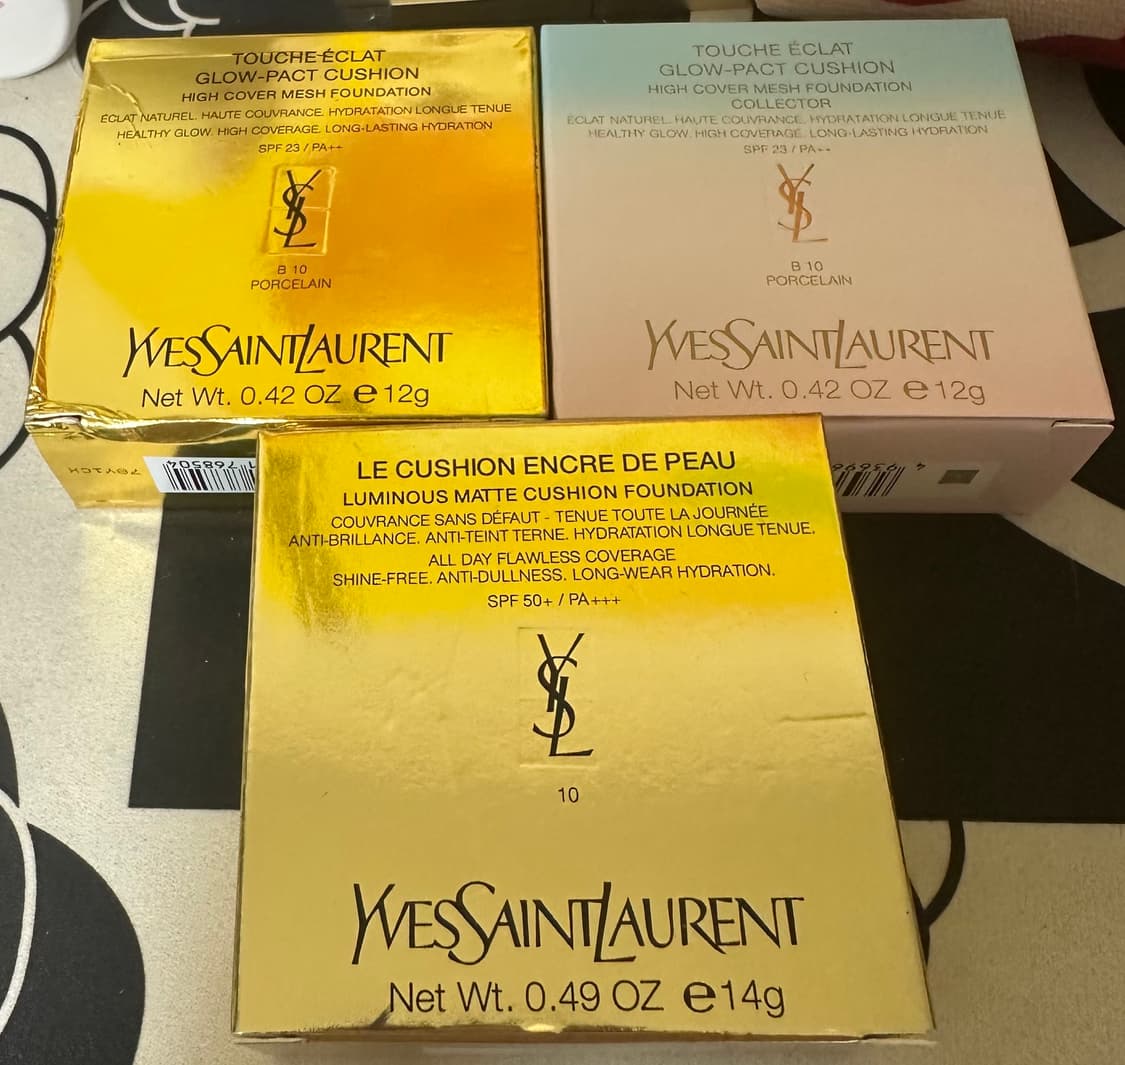 TOUCHE ÉCLAT
GLOW-PACT CUSHION
HIGH COVER MESH FOUNDATION
ÉCLAT NATUREL. HAUTE COUVRANCE. HYDRATATION LONGUE TENUE
HEALTHY GLOW. HIGH COVERAGE. LONG-LASTING HYDRATION
SPF 23 / PA++
YSL
B 10
PORCELAIN
YVESSAINTLAURENT
Net Wt. 0.42 OZ e 12g
78Y1CH
TOUCHE ÉCLAT
GLOW-PACT CUSHION
HIGH COVER MESH FOUNDATION
COLLECTOR
ÉCLAT NATUREL. HAUTE COUVRANCE. HYDRATATION LONGUE TENUE
HEALTHY GLOW. HIGH COVERAGE. LONG-LASTING HYDRATION
SPF 23 / PA++
YSL
B 10
PORCELAIN
YVESSAINTLAURENT
Net Wt. 0.42 OZ e 12g
LE CUSHION ENCRE DE PEAU
LUMINOUS MATTE CUSHION FOUNDATION
COUVRANCE SANS DÉFAUT - TENUE TOUTE LA JOURNÉE
ANTI-BRILLANCE. ANTI-TEINT TERNE. HYDRATATION LONGUE TENUE.
ALL DAY FLAWLESS COVERAGE
SHINE-FREE. ANTI-DULLNESS. LONG-WEAR HYDRATION.
SPF 50+ / PA+++
YSL
10
YVESSAINTLAURENT
Net Wt. 0.49 OZ e 14g